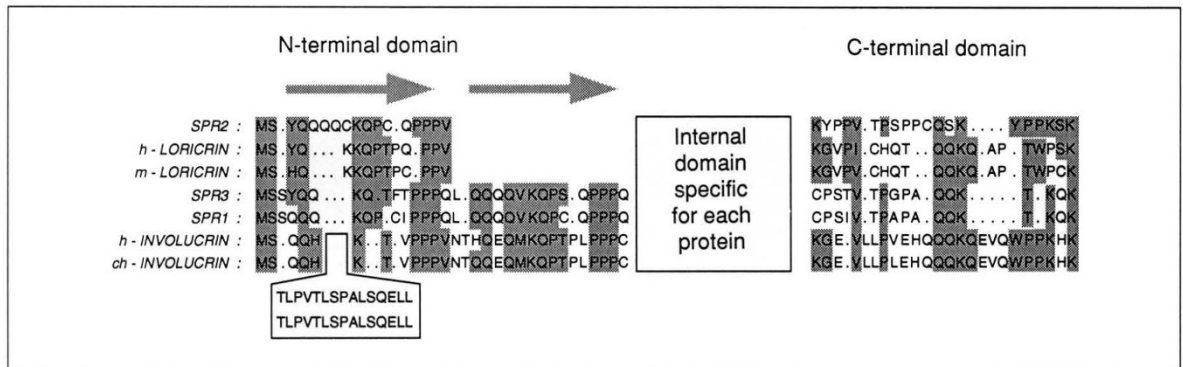 N-terminal domain
C-terminal domain
SPR2 : MS.YQQQQCKQPC.QPPPV KYPPV.TPSPPCQSK....YPPKSK
h - LORICRIN : MS.YQ...KKQPTPQ.PPV KGVPI.CHQT..QQKQ.AP.TWPSK
m - LORICRIN : MS.HQ...KKQPTPC.PPV KGVPV.CHQT..QQKQ.AP.TWPCK
SPR3 : MSSYQQ...KQ.TFTPPPQL.QQQQVKQPS.QPPPQ CPSTV.TPGPA.QQK.....T.KQK
SPR1 : MSSQQQ...KQP.CIPPPQL.QQQQVKQPC.QPPPQ CPSIV.TPAPA.QQK.....T.KQK
h - INVOLUCRIN : MS.QQH K..T.VPPPVNTHQEQMKQPTPLPPPC KGE.VLLPVEHQQQKQEVQWPPKHK
ch - INVOLUCRIN : MS.QQH K..T.VPPPVNTQQEQMKQPTPLPPPC KGE.VLLPLEHQQQKQEVQWPPKHK
Internal
domain
specific
for each
protein
TLPVTLSPALSQELL
TLPVTLSPALSQELL